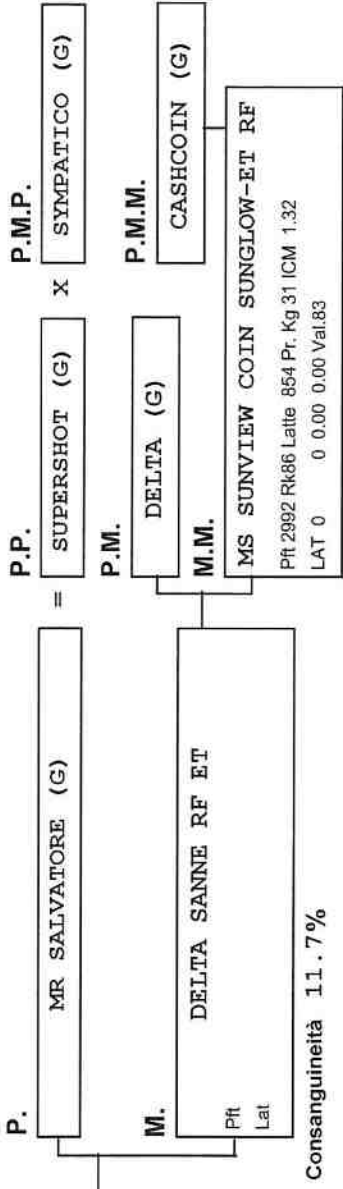 P.
MR SALVATORE (G)
=
P.P.
SUPERSHOT (G)
X
P.M.P.
SYMPATICO (G)
M.
DELTA SANNE RF ET
Pft
Lat
P.M.
DELTA (G)
P.M.M.
CASHCOIN (G)
M.M.
MS SUNVIEW COIN SUNGLOW-ET RF
Pft 2992 Rk86 Latte 854 Pr. Kg 31 ICM 1.32
LAT 0 0 0.00 0.00 Val.83
Consanguineità 11.7%